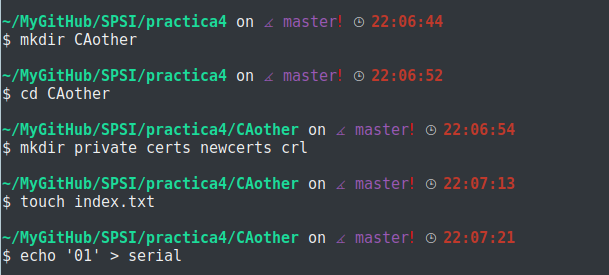 ~/MyGitHub/SPSI/practica4 on master! 22:06:44
$ mkdir CAother
~/MyGitHub/SPSI/practica4 on master! 22:06:52
$ cd CAother
~/MyGitHub/SPSI/practica4/CAother on master! 22:06:54
$ mkdir private certs newcerts crl
~/MyGitHub/SPSI/practica4/CAother on master! 22:07:13
$ touch index.txt
~/MyGitHub/SPSI/practica4/CAother on master! 22:07:21
$ echo '01' > serial